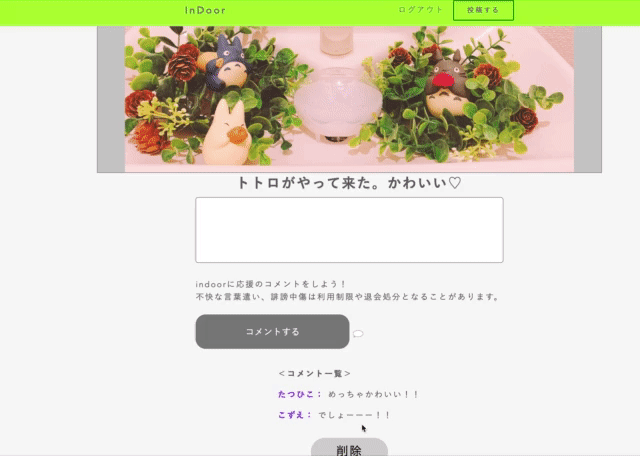 InDoor
ログアウト
投稿する
トトロがやって来た。かわいい♡
indoorに応援のコメントをしよう！
不快な言葉遣い、誹謗中傷は利用制限や退会処分となることがあります。
コメントする
＜コメント一覧＞
たつひこ： めっちゃかわいい！！
こずえ： でしょーーー！！
削除